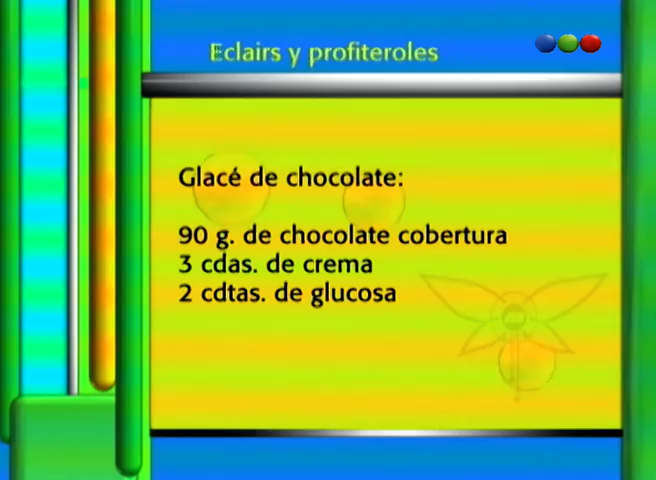 Eclairs y profiteroles
Glacé de chocolate:
90 g. de chocolate cobertura
3 cdas. de crema
2 cdtas. de glucosa